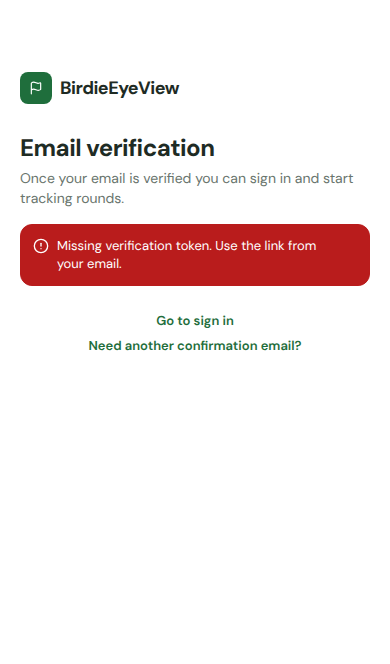 BirdieEyeView
Email verification
Once your email is verified you can sign in and start
tracking rounds.
Missing verification token. Use the link from
your email.
Go to sign in
Need another confirmation email?